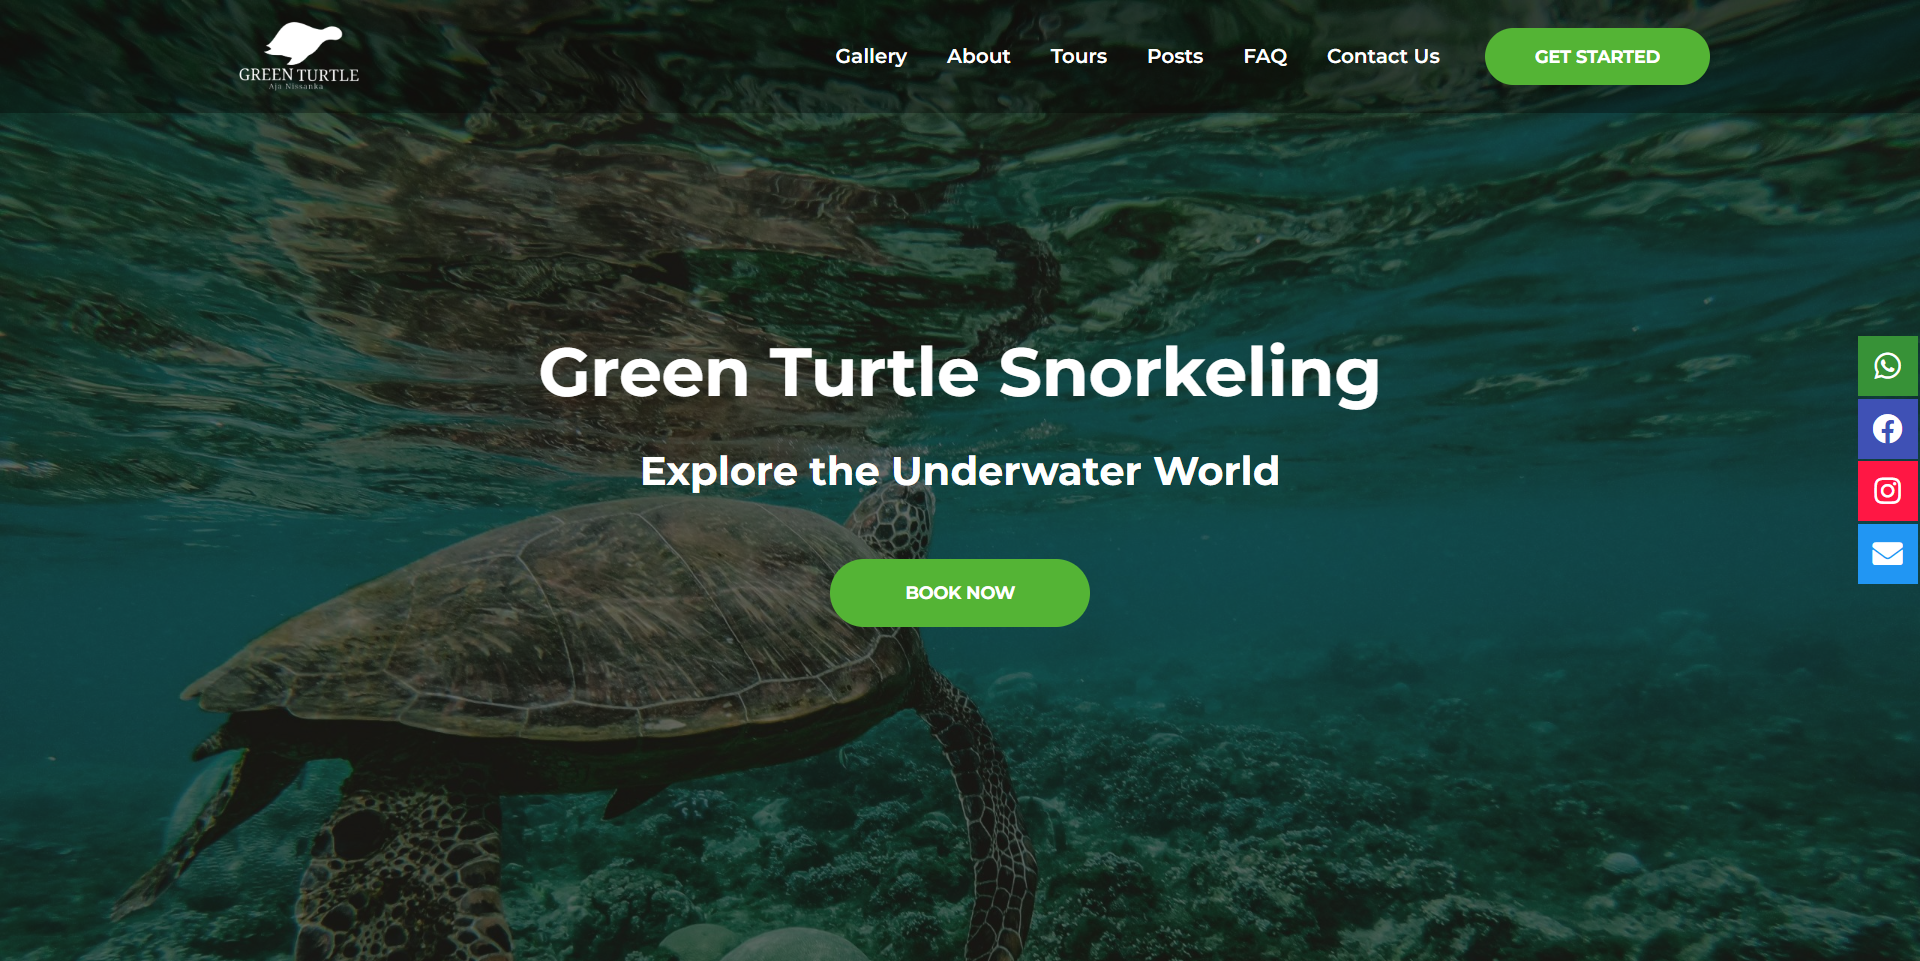 GREEN TURTLE
Aja Nissanka
Gallery About Tours Posts FAQ Contact Us GET STARTED
Green Turtle Snorkeling
Explore the Underwater World
BOOK NOW